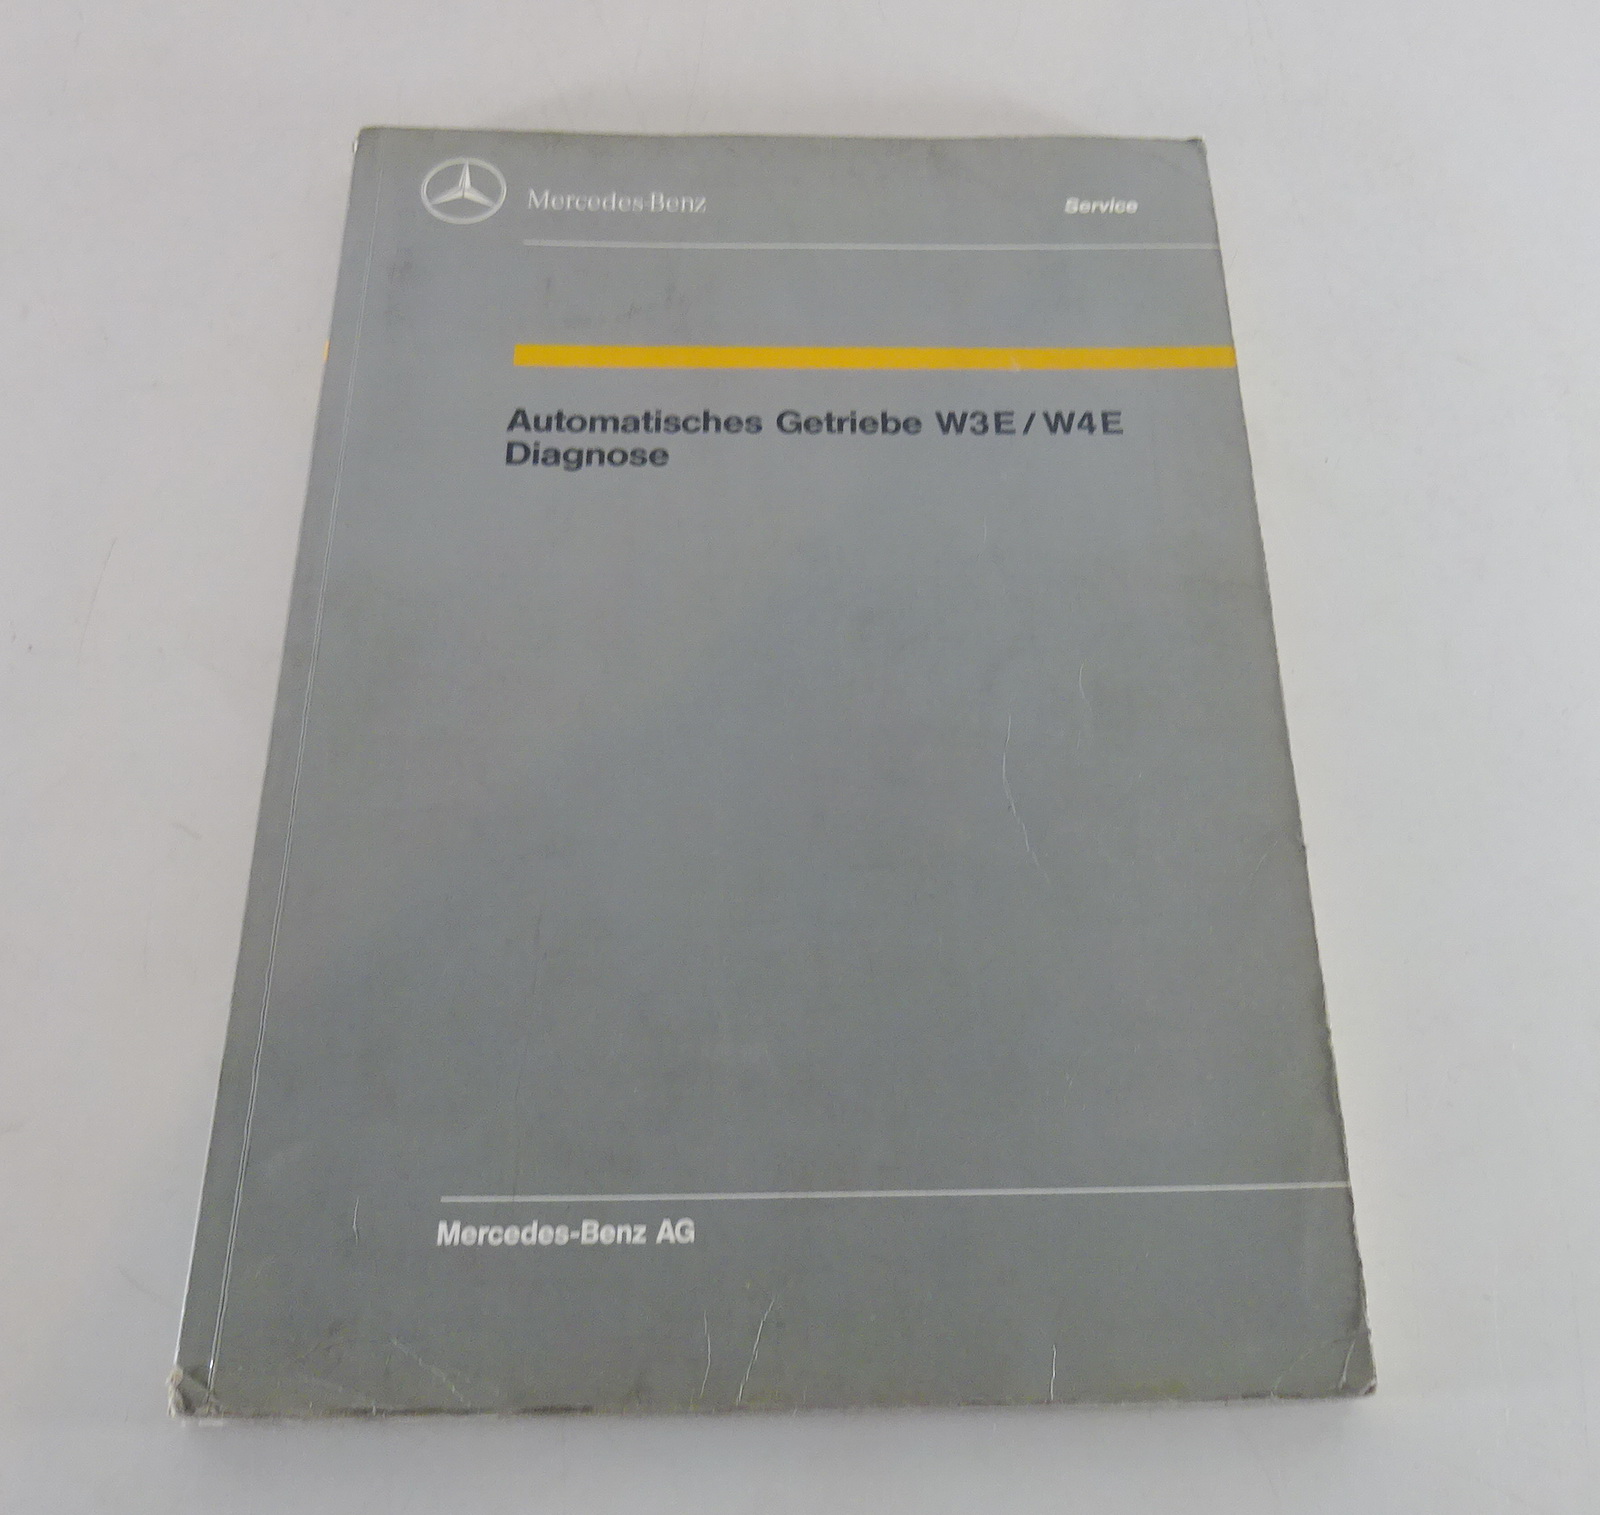 Mercedes-Benz
Service
Automatisches Getriebe W3E/W4E
Diagnose
Mercedes-Benz AG